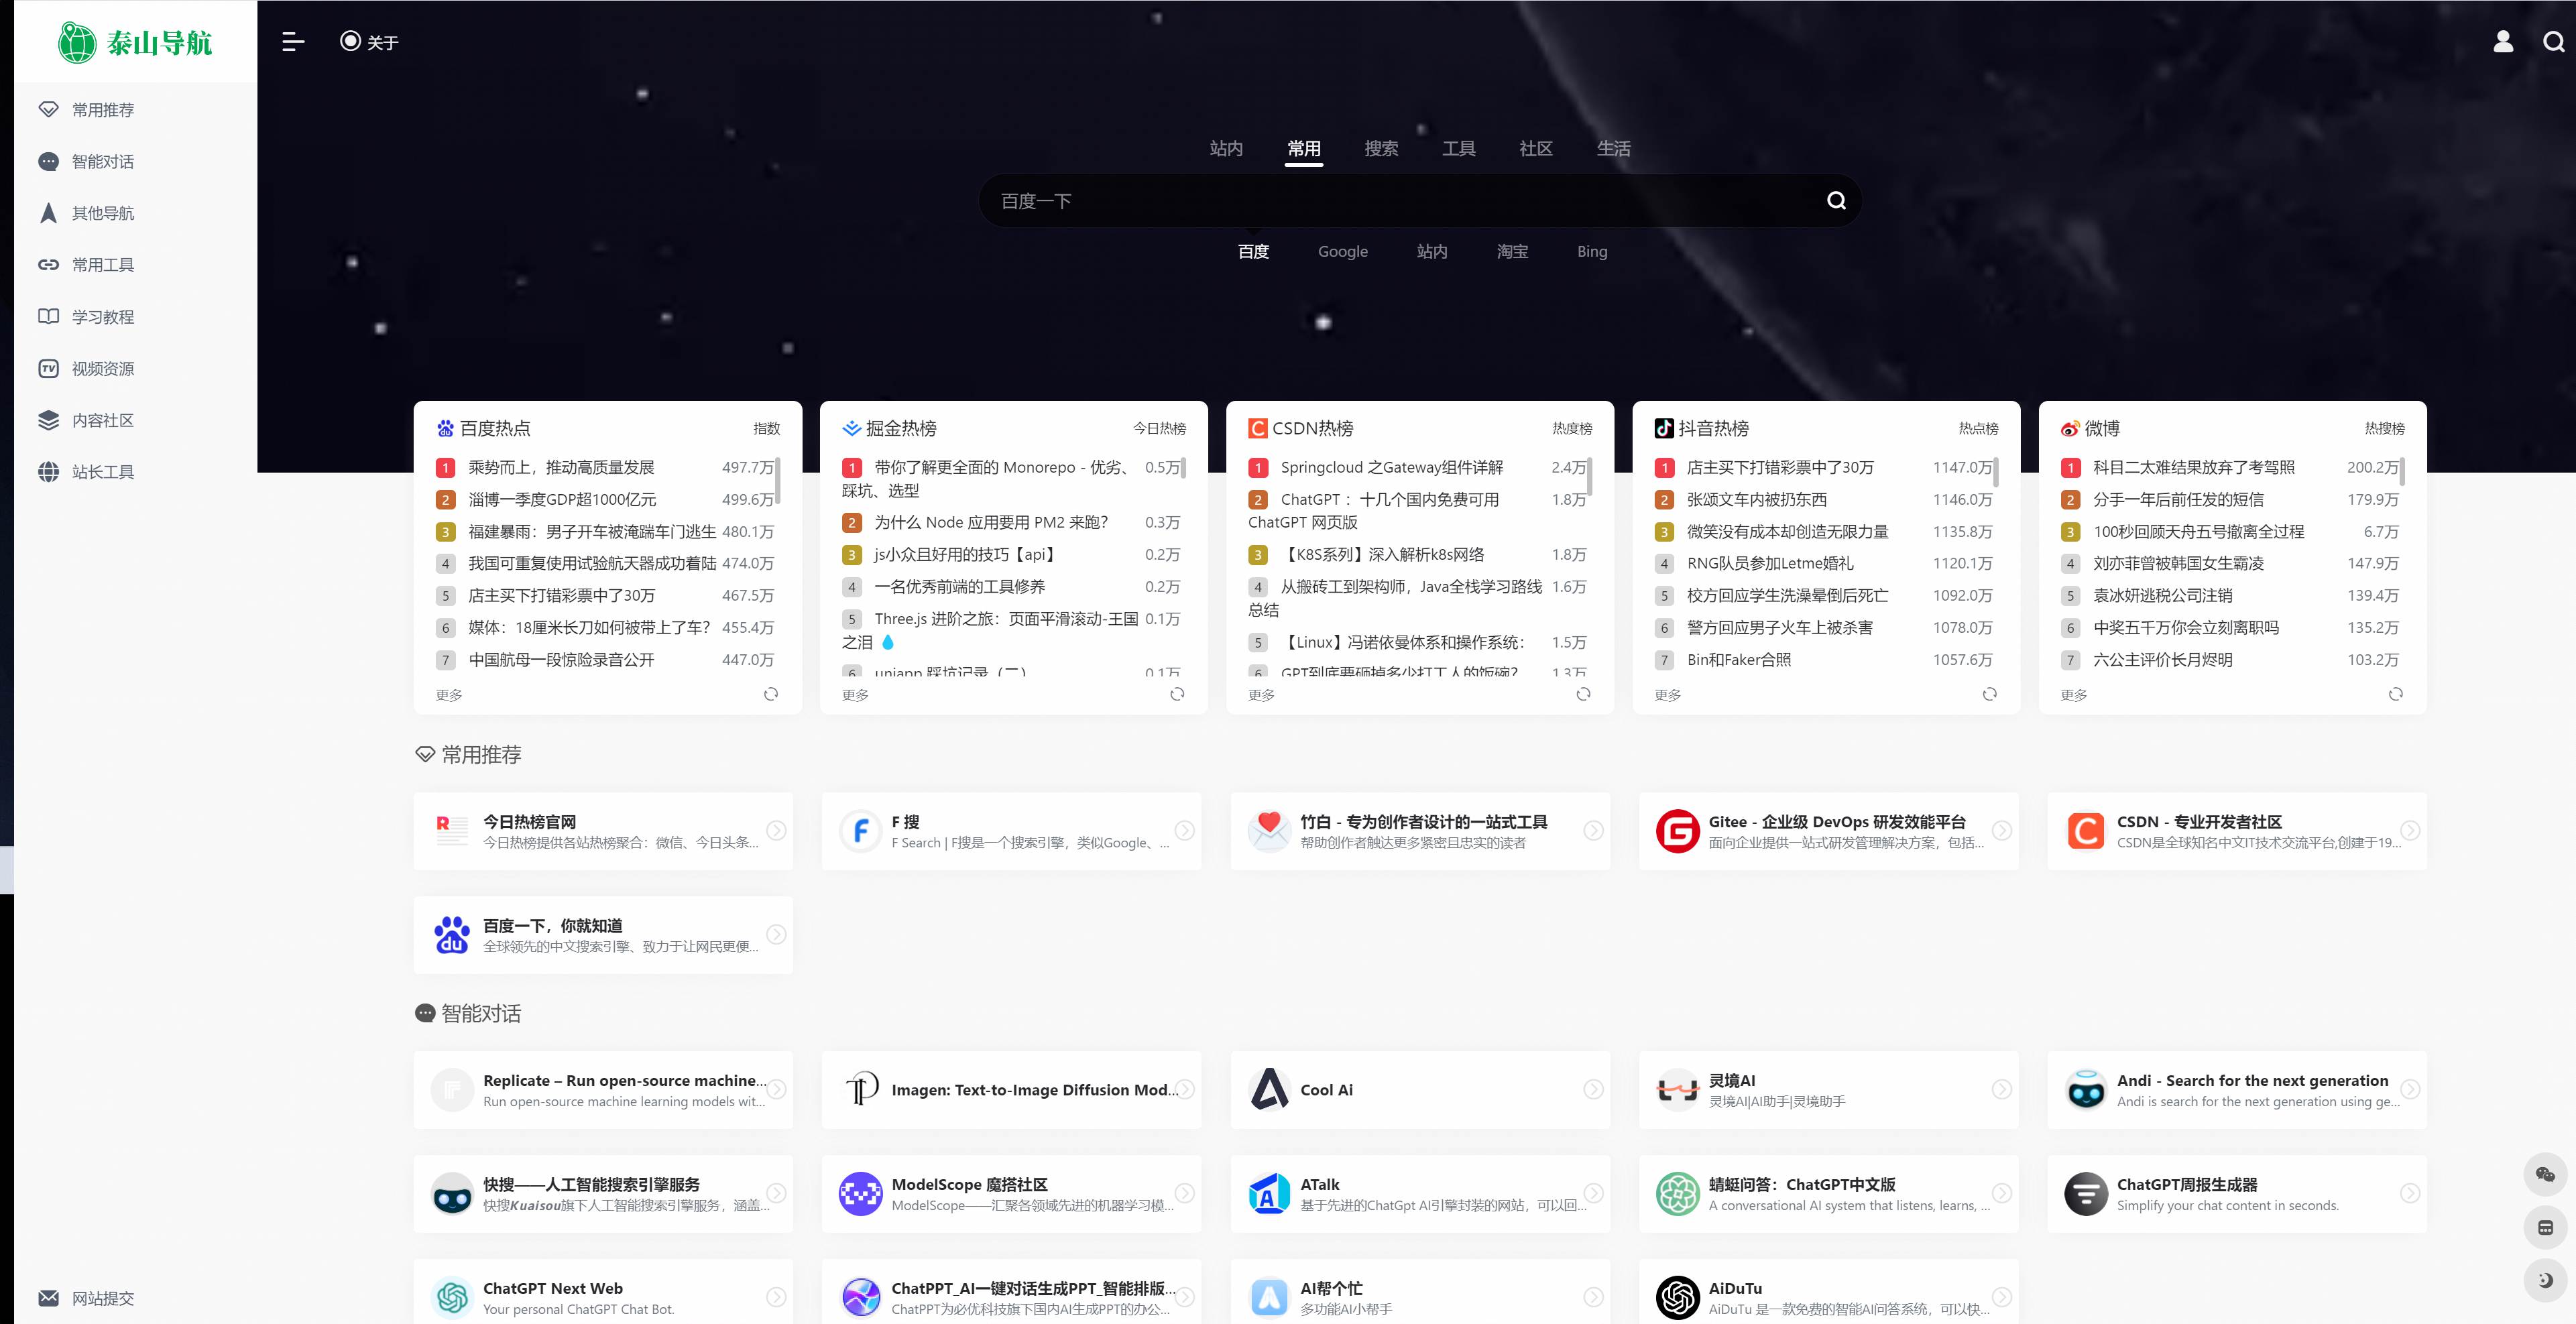 泰山导航
关于
常用推荐
智能对话
其他导航
常用工具
学习教程
视频资源
内容社区
站长工具
网站提交
站内 常用 搜索 工具 社区 生活
百度一下
百度 Google 站内 淘宝 Bing
百度热点 指数
1 乘势而上，推动高质量发展 497.7万
2 淄博一季度GDP超1000亿元 499.6万
3 福建暴雨：男子开车被淹踹车门逃生 480.1万
4 我国可重复使用试验航天器成功着陆 474.0万
5 店主买下打错彩票中了30万 467.5万
6 媒体：18厘米长刀如何被带上了车？ 455.4万
7 中国航母一段惊险录音公开 447.0万
更多
掘金热榜 今日热榜
1 带你了解更全面的 Monorepo - 优劣、 0.5万
踩坑、选型
2 为什么 Node 应用要用 PM2 来跑？ 0.3万
3 js小众且好用的技巧【api】 0.2万
4 一名优秀前端的工具修养 0.2万
5 Three.js 进阶之旅：页面平滑滚动-王国 0.1万
之泪 💧
6 uniapp 踩坑记录（二） 0.1万
更多
CSDN热榜 热度榜
1 Springcloud 之Gateway组件详解 2.4万
2 ChatGPT ：十几个国内免费可用 1.8万
ChatGPT 网页版
3 【K8S系列】深入解析k8s网络 1.8万
4 从搬砖工到架构师，Java全栈学习路线 1.6万
总结
5 【Linux】冯诺依曼体系和操作系统： 1.5万
6 GPT到底要砸掉多少打工人的饭碗？ 1.3万
更多
抖音热榜 热点榜
1 店主买下打错彩票中了30万 1147.0万
2 张颂文车内被扔东西 1146.0万
3 微笑没有成本却创造无限力量 1135.8万
4 RNG队员参加Letme婚礼 1120.1万
5 校方回应学生洗澡晕倒后死亡 1092.0万
6 警方回应男子火车上被杀害 1078.0万
7 Bin和Faker合照 1057.6万
更多
微博 热搜榜
1 科目二太难结果放弃了考驾照 200.2万
2 分手一年后前任发的短信 179.9万
3 100秒回顾天舟五号撤离全过程 6.7万
4 刘亦菲曾被韩国女生霸凌 147.9万
5 袁冰妍逃税公司注销 139.4万
6 中奖五千万你会立刻离职吗 135.2万
7 六公主评价长月烬明 103.2万
更多
常用推荐
今日热榜官网
今日热榜提供各站热榜聚合：微信、今日头条...
F 搜
F Search | F搜是一个搜索引擎，类似Google、...
竹白 - 专为创作者设计的一站式工具
帮助创作者触达更多紧密且忠实的读者
Gitee - 企业级 DevOps 研发效能平台
面向企业提供一站式研发管理解决方案，包括...
CSDN - 专业开发者社区
CSDN是全球知名中文IT技术交流平台,创建于19...
百度一下，你就知道
全球领先的中文搜索引擎、致力于让网民更便...
智能对话
Replicate – Run open-source machine...
Run open-source machine learning models wit...
Imagen: Text-to-Image Diffusion Mod...
Cool Ai
灵境AI
灵境AI|AI助手|灵境助手
Andi - Search for the next generation
Andi is search for the next generation using ge...
快搜——人工智能搜索引擎服务
快搜Kuaisou旗下人工智能搜索引擎服务，涵盖...
ModelScope 魔搭社区
ModelScope——汇聚各领域先进的机器学习模...
ATalk
基于先进的ChatGpt AI引擎封装的网站，可以回...
蜻蜓问答：ChatGPT中文版
A conversational AI system that listens, learns, ...
ChatGPT周报生成器
Simplify your chat content in seconds.
ChatGPT Next Web
Your personal ChatGPT Chat Bot.
ChatPPT_AI一键对话生成PPT_智能排版...
ChatPPT为必优科技旗下国内AI生成PPT的办公...
AI帮个忙
多功能AI小帮手
AiDuTu
AiDuTu 是一款免费的智能AI问答系统，可以快...